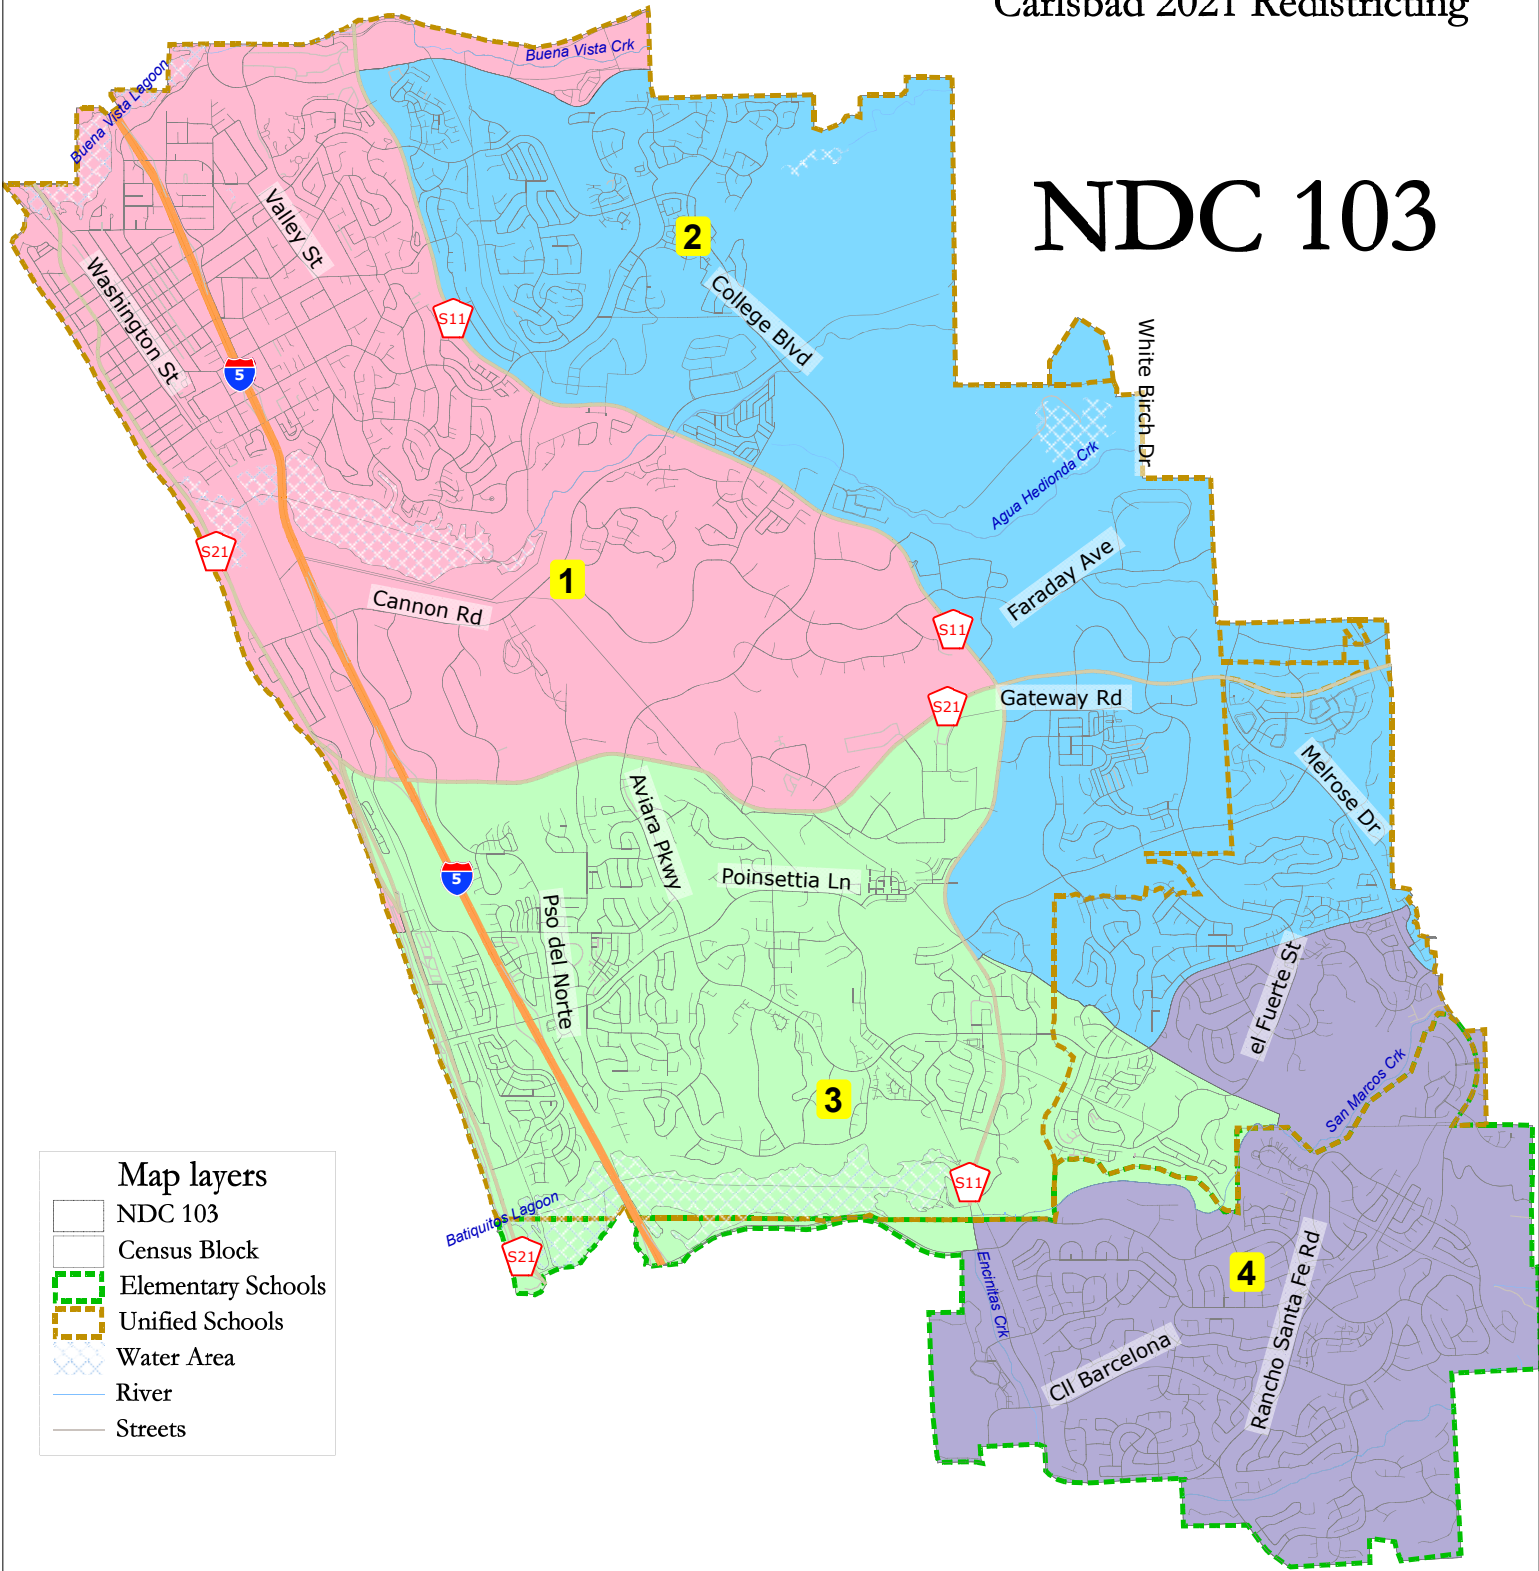 Carlsbad 2021 Redistricting
NDC 103
Buena Vista Crk
Buena Vista Lagoon
Valley St
Washington St
2
College Blvd
S11
5
White Birch Dr
Agua Hedionda Crk
S21
1
Cannon Rd
Faraday Ave
S11
S21
Gateway Rd
Melrose Dr
Aviara Pkwy
Poinsettia Ln
5
Pso del Norte
el Fuerte St
3
San Marcos Crk
S11
Batiquitos Lagoon
S21
Encinitas Crk
4
Rancho Santa Fe Rd
Cll Barcelona
Map layers
NDC 103
Census Block
Elementary Schools
Unified Schools
Water Area
River
Streets